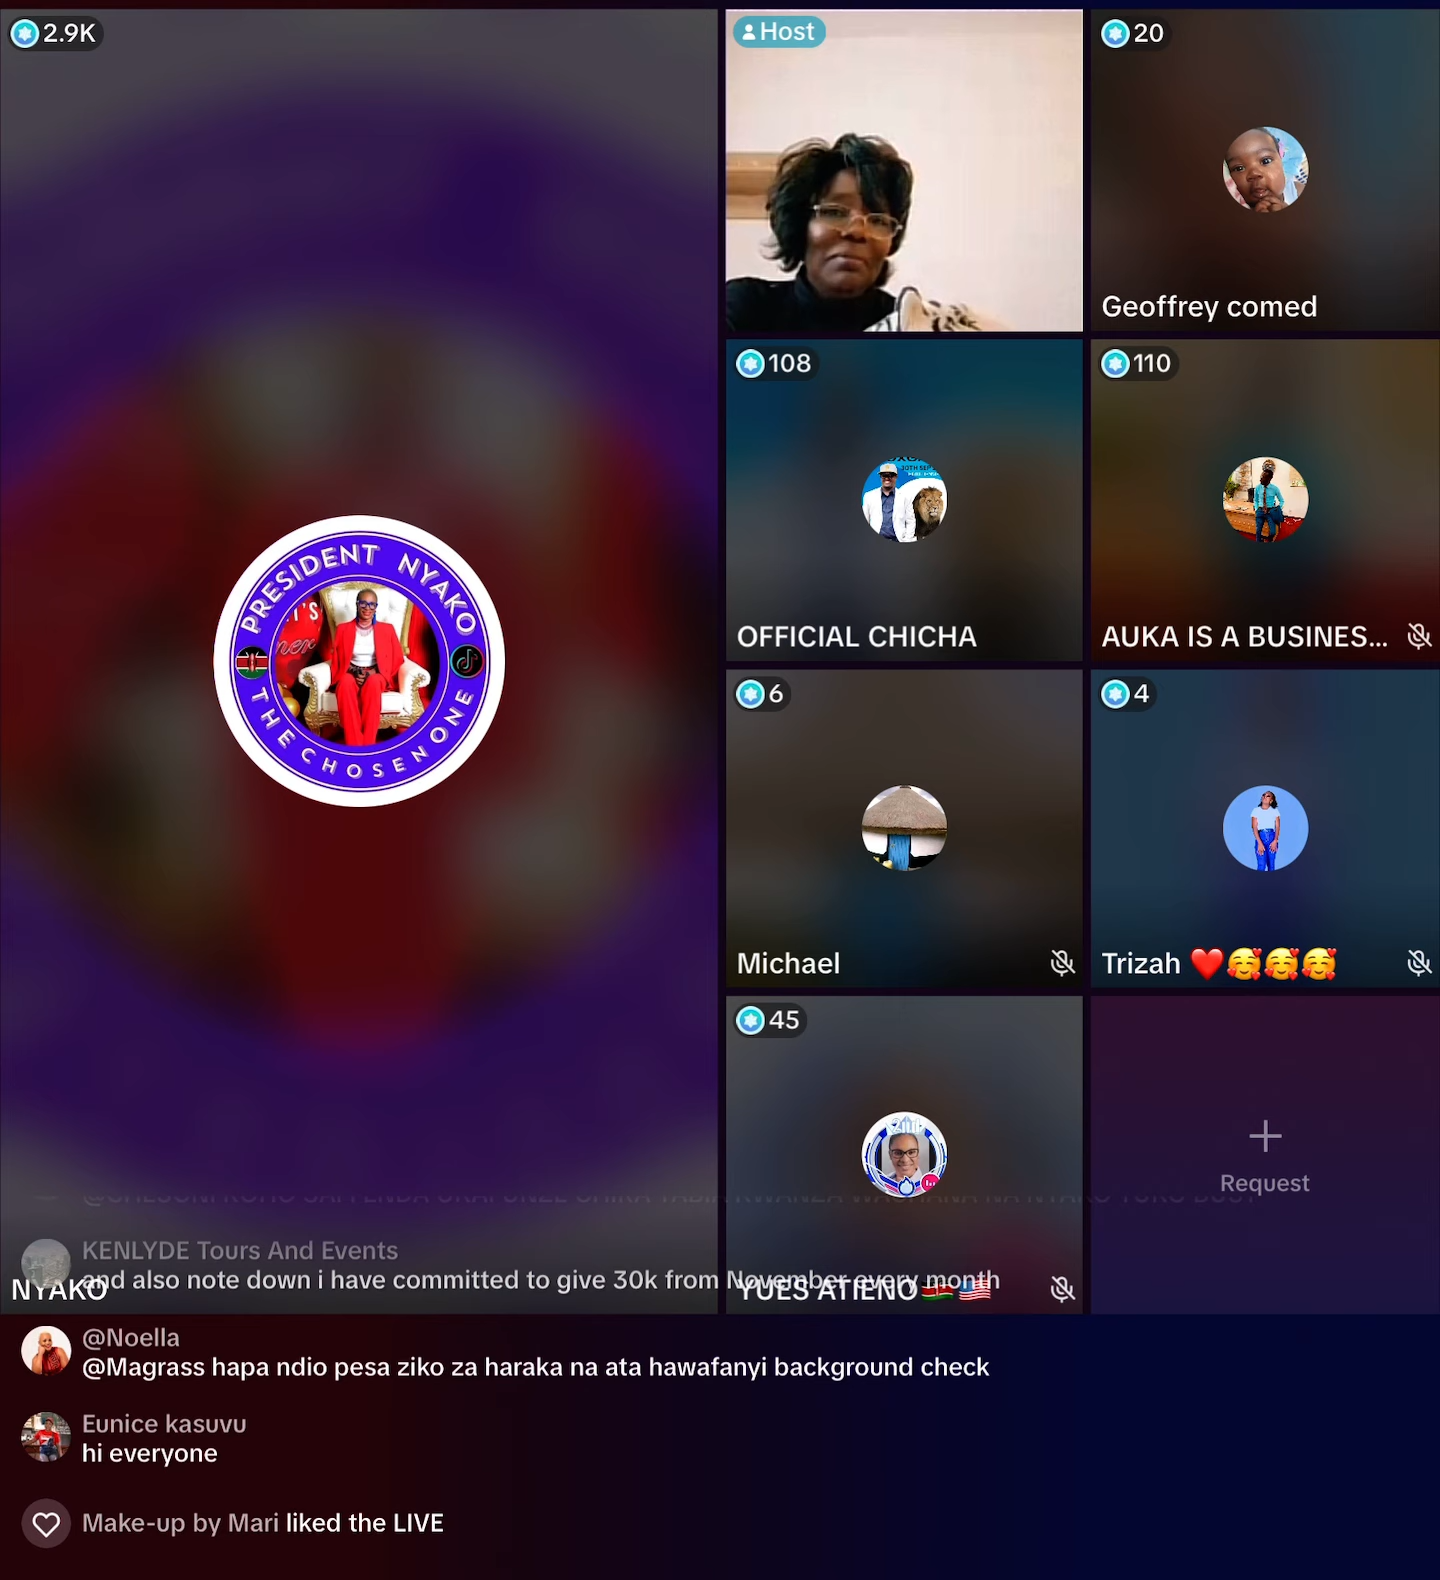 2.9K
Host
20
Geoffrey comed
108
110
OFFICIAL CHICHA
AUKA IS A BUSINES...
PRESIDENT NYAKO
THE CHOSEN ONE
6
4
Michael
Trizah ❤️🥰🥰🥰
45
Request
KENLYDE Tours And Events
and also note down i have committed to give 30k from November every month
NYAKO
YUES ATIENO🇰🇪🇺🇸
@Noella
@Magrass hapa ndio pesa ziko za haraka na ata hawafanyi background check
Eunice kasuvu
hi everyone
Make-up by Mari liked the LIVE